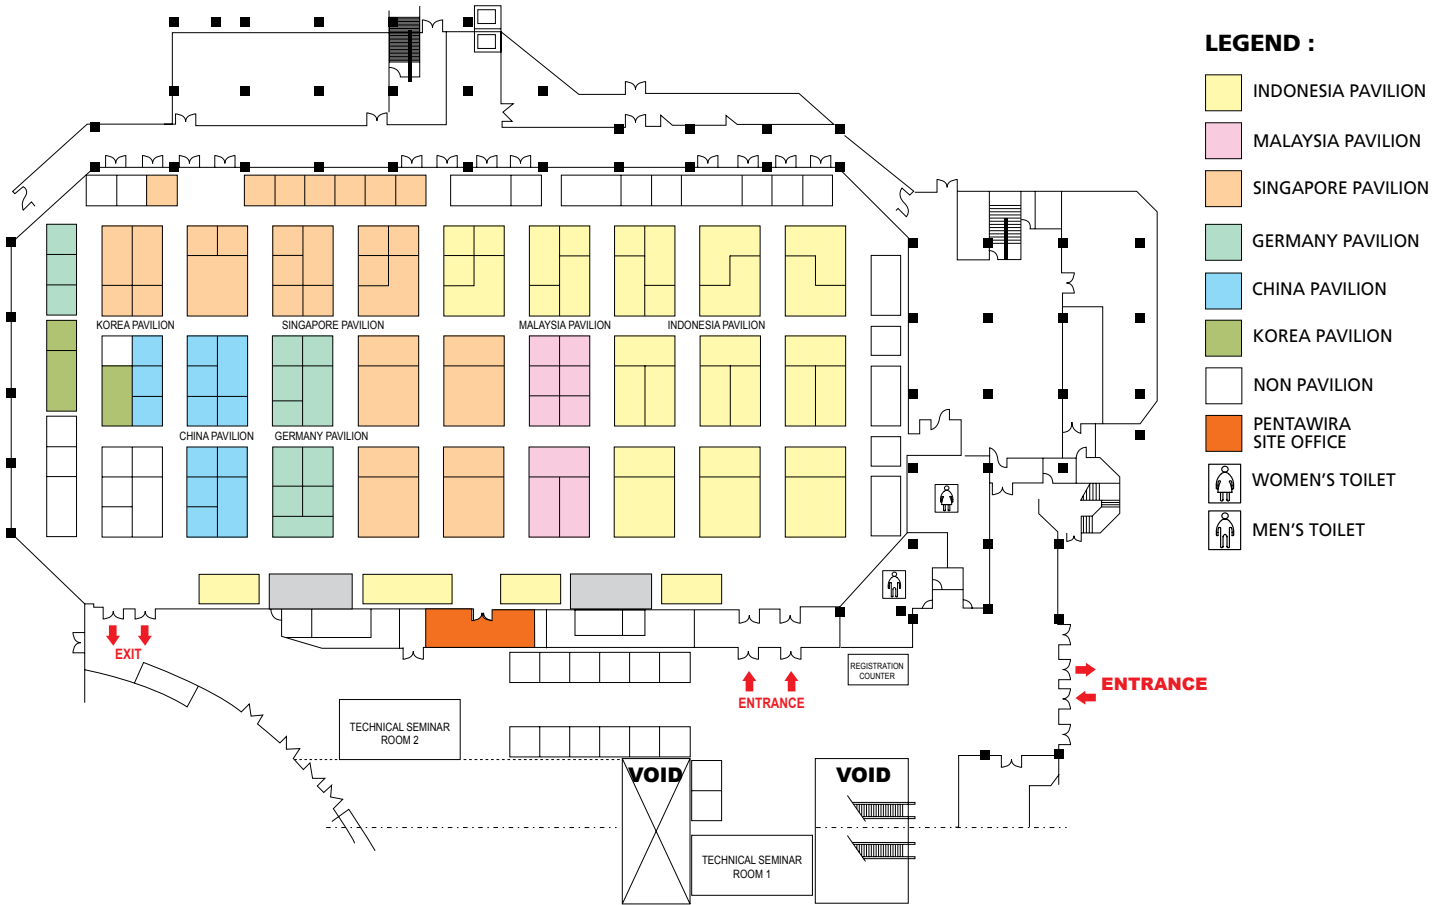 LEGEND :
INDONESIA PAVILION
MALAYSIA PAVILION
SINGAPORE PAVILION
GERMANY PAVILION
CHINA PAVILION
KOREA PAVILION
NON PAVILION
PENTAWIRA
SITE OFFICE
WOMEN'S TOILET
MEN'S TOILET
KOREA PAVILION
SINGAPORE PAVILION
MALAYSIA PAVILION
INDONESIA PAVILION
CHINA PAVILION
GERMANY PAVILION
EXIT
REGISTRATION
COUNTER
ENTRANCE
ENTRANCE
TECHNICAL SEMINAR
ROOM 2
VOID
VOID
TECHNICAL SEMINAR
ROOM 1